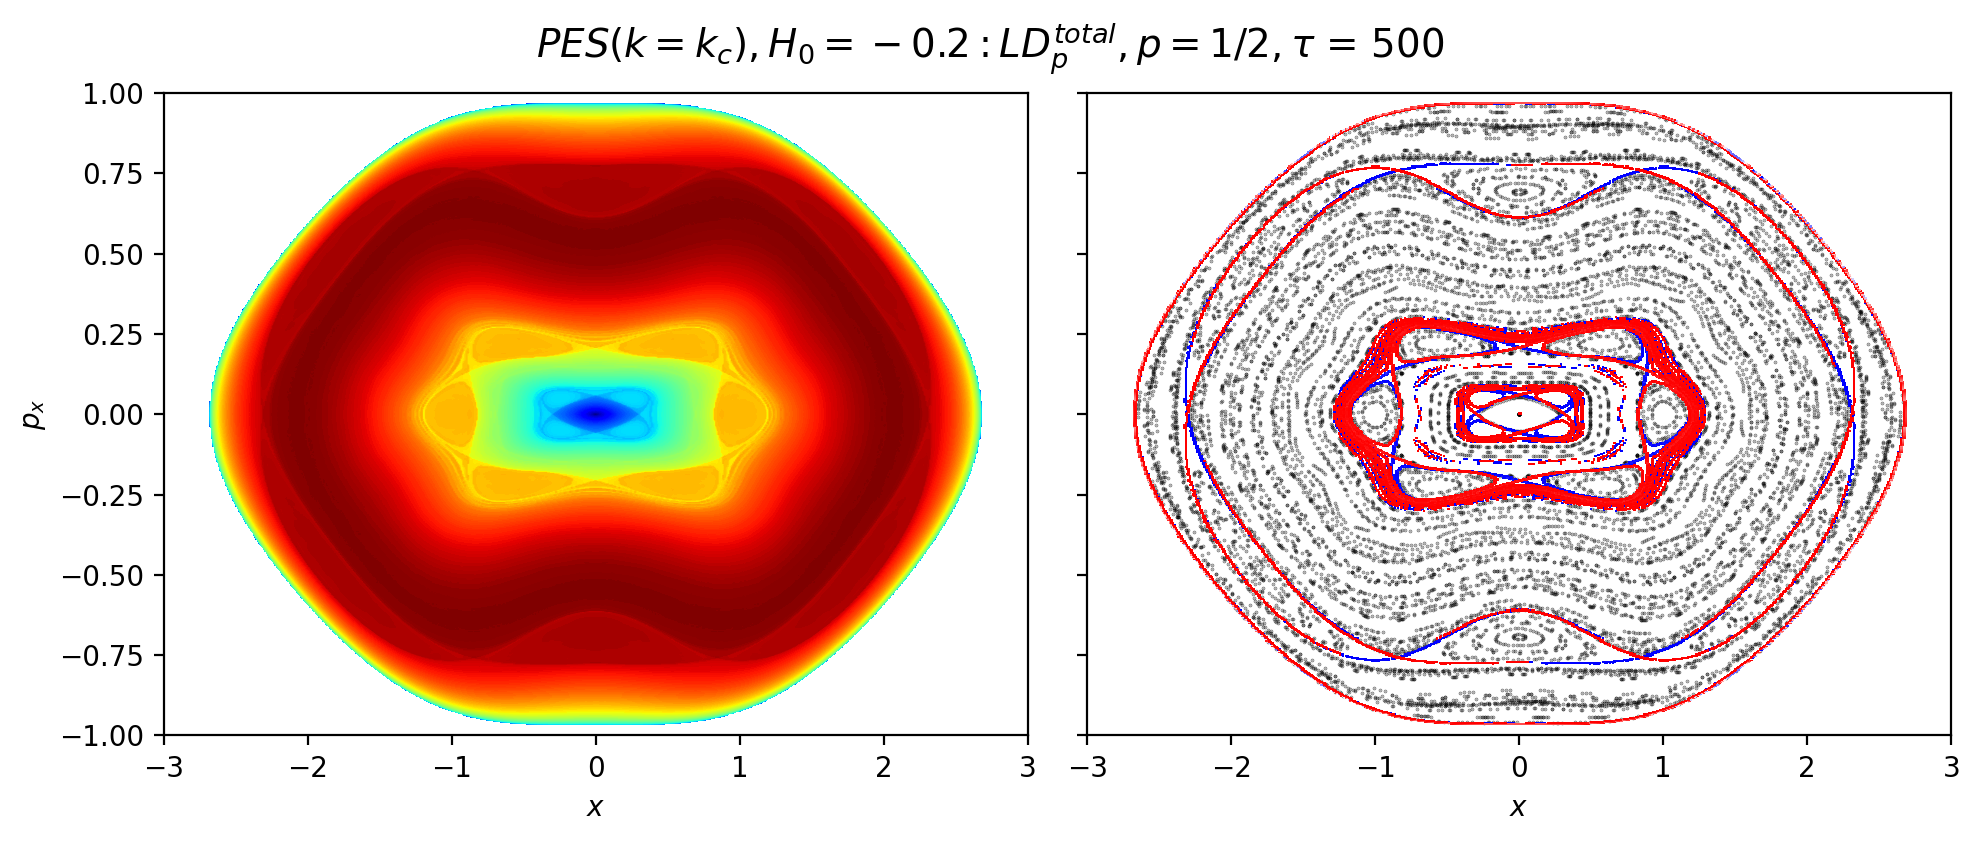 PES(k = k_c), H_0 = −0.2 : LD_p^{total}, p = 1/2, τ = 500
1.00
0.75
0.50
0.25
0.00
−0.25
−0.50
−0.75
−1.00
p_x
−3 −2 −1 0 1 2 3 −3 −2 −1 0 1 2 3
x x